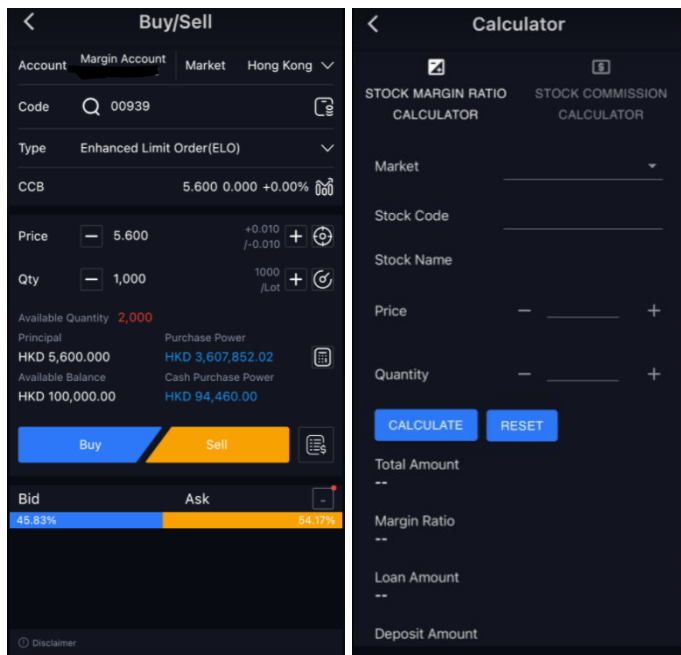 Buy/Sell
Account Margin Account Market Hong Kong
Code 00939
Type Enhanced Limit Order(ELO)
CCB 5.600 0.000 +0.00%
Price − 5.600 +0.010 /-0.010 +
Qty − 1,000 1000 /Lot +
Available Quantity 2,000
Principal Purchase Power
HKD 5,600.000 HKD 3,607,852.02
Available Balance Cash Purchase Power
HKD 100,000.00 HKD 94,460.00
Buy Sell
Bid Ask -
45.83% 54.17%
Disclaimer
Calculator
STOCK MARGIN RATIO
CALCULATOR
STOCK COMMISSION
CALCULATOR
Market
Stock Code
Stock Name
Price − +
Quantity − +
CALCULATE RESET
Total Amount
--
Margin Ratio
--
Loan Amount
--
Deposit Amount